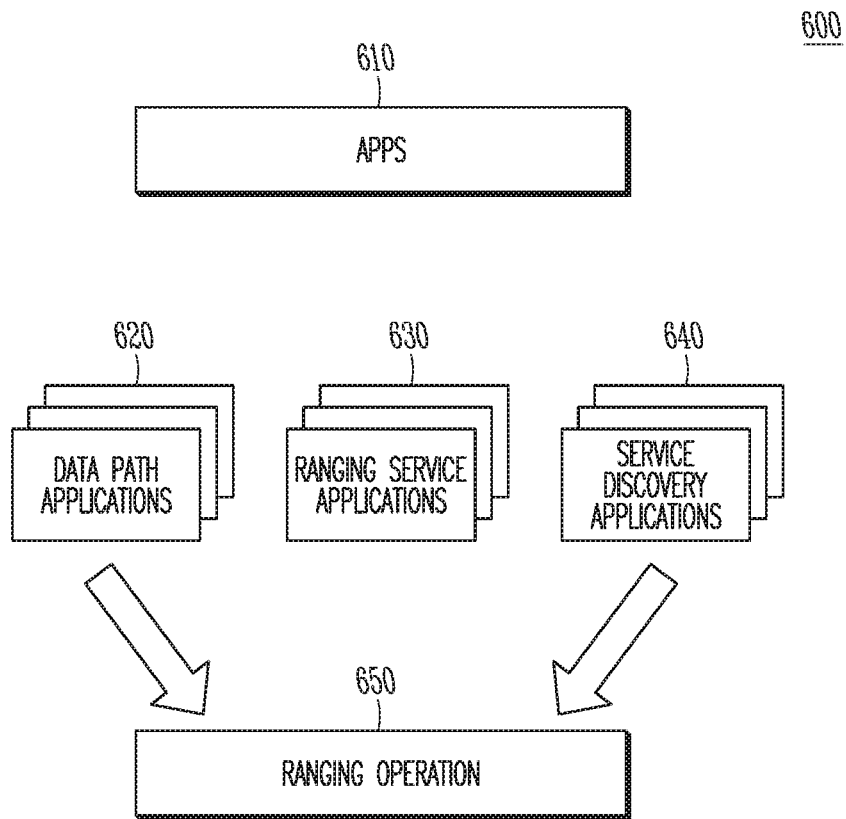 600
610
APPS
620
630
640
DATA PATH
APPLICATIONS
RANGING SERVICE
APPLICATIONS
SERVICE
DISCOVERY
APPLICATIONS
650
RANGING OPERATION